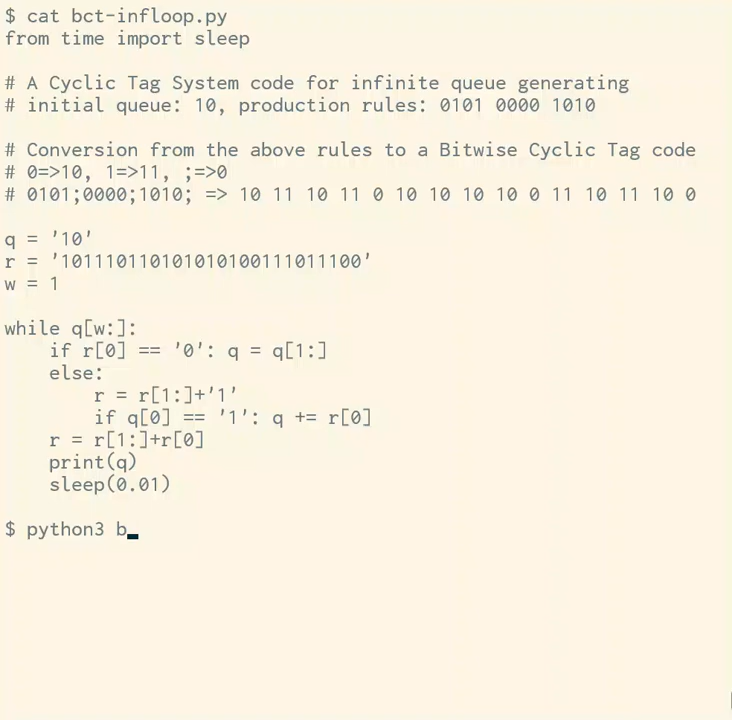 $ cat bct-infloop.py
from time import sleep
# A Cyclic Tag System code for infinite queue generating
# initial queue: 10, production rules: 0101 0000 1010
# Conversion from the above rules to a Bitwise Cyclic Tag code
# 0=>10, 1=>11, ;=>0
# 0101;0000;1010; => 10 11 10 11 0 10 10 10 10 0 11 10 11 10 0
q = '10'
r = '101110110101010100111011100'
w = 1
while q[w:]:
    if r[0] == '0': q = q[1:]
    else:
        r = r[1:]+'1'
        if q[0] == '1': q += r[0]
    r = r[1:]+r[0]
    print(q)
    sleep(0.01)
$ python3 b